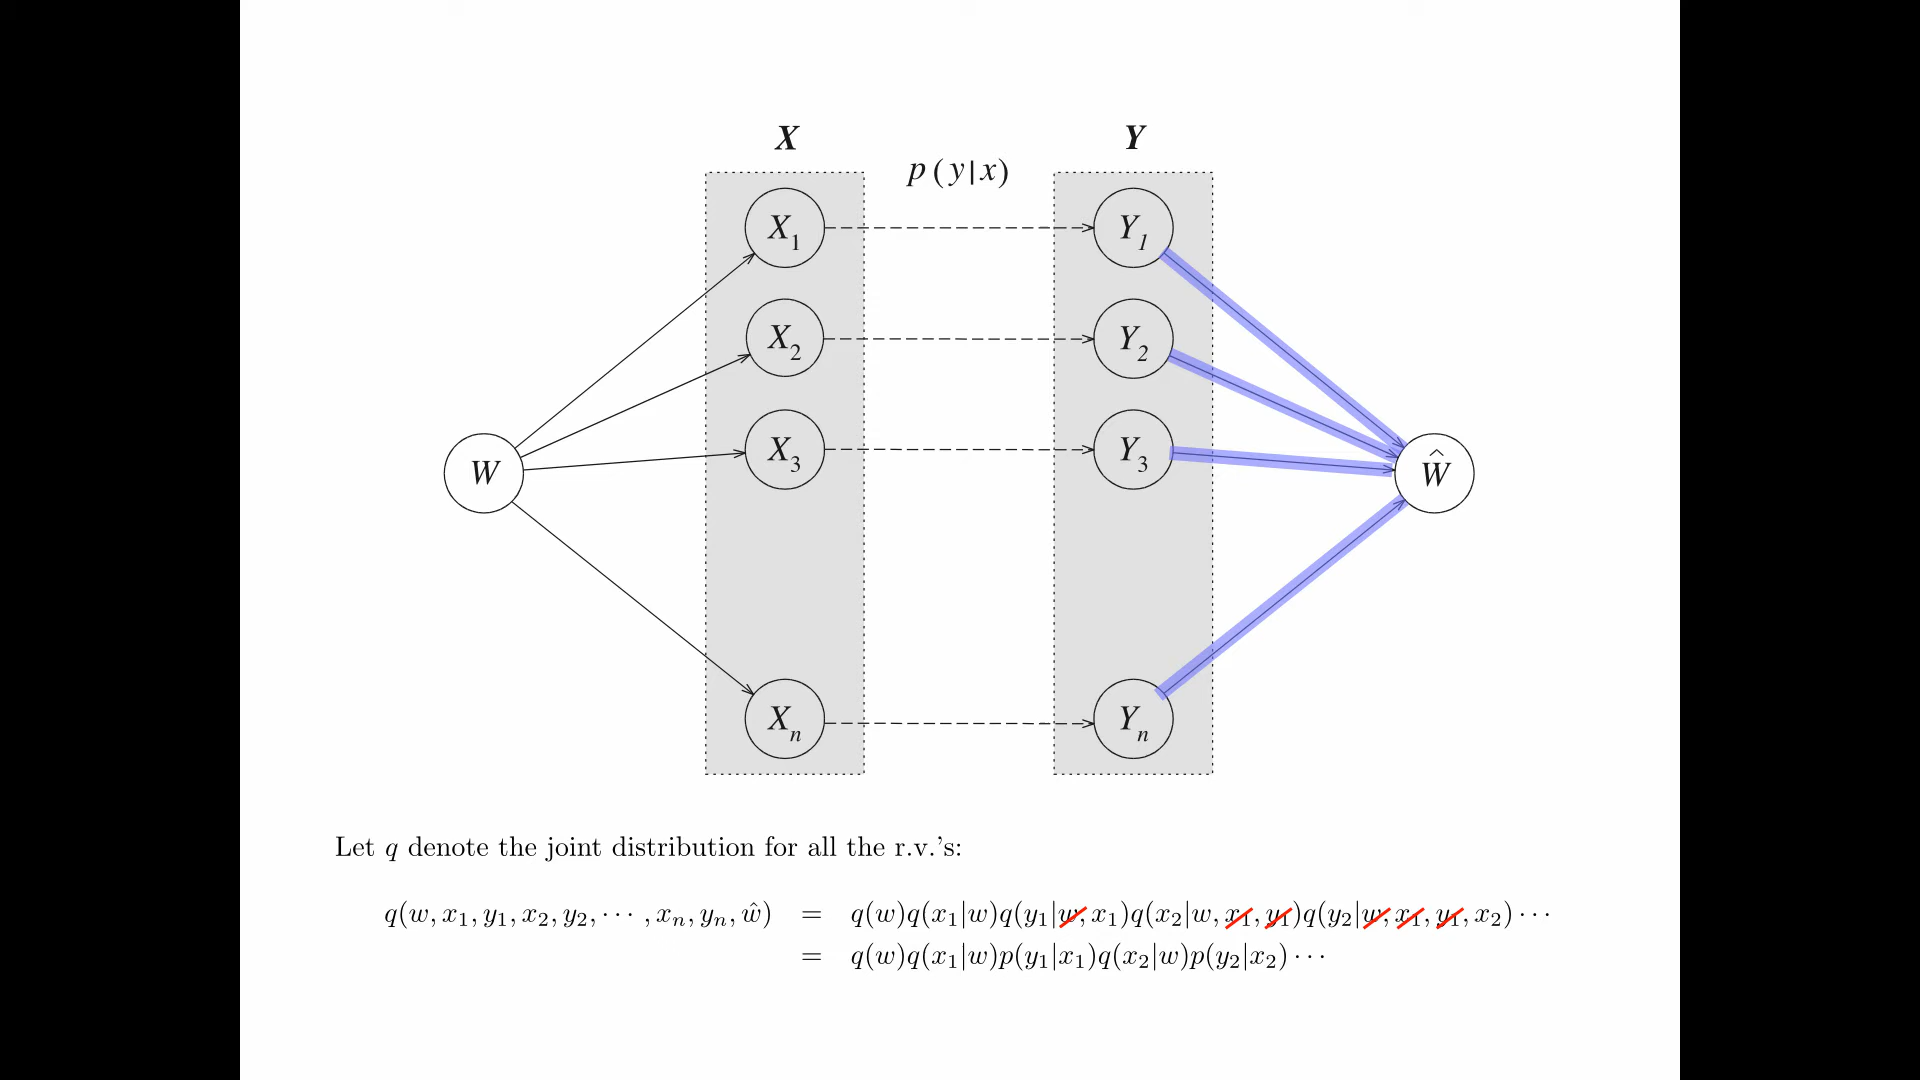 X Y
p(y|x)
X₁ Y₁
X₂ Y₂
X₃ Y₃
W Ŵ
Xₙ Yₙ
Let q denote the joint distribution for all the r.v.'s:
q(w, x₁, y₁, x₂, y₂, ⋯ , xₙ, yₙ, ŵ) = q(w)q(x₁|w)q(y₁|w, x₁)q(x₂|w, x₁, y₁)q(y₂|w, x₁, y₁, x₂) ⋯
= q(w)q(x₁|w)p(y₁|x₁)q(x₂|w)p(y₂|x₂) ⋯